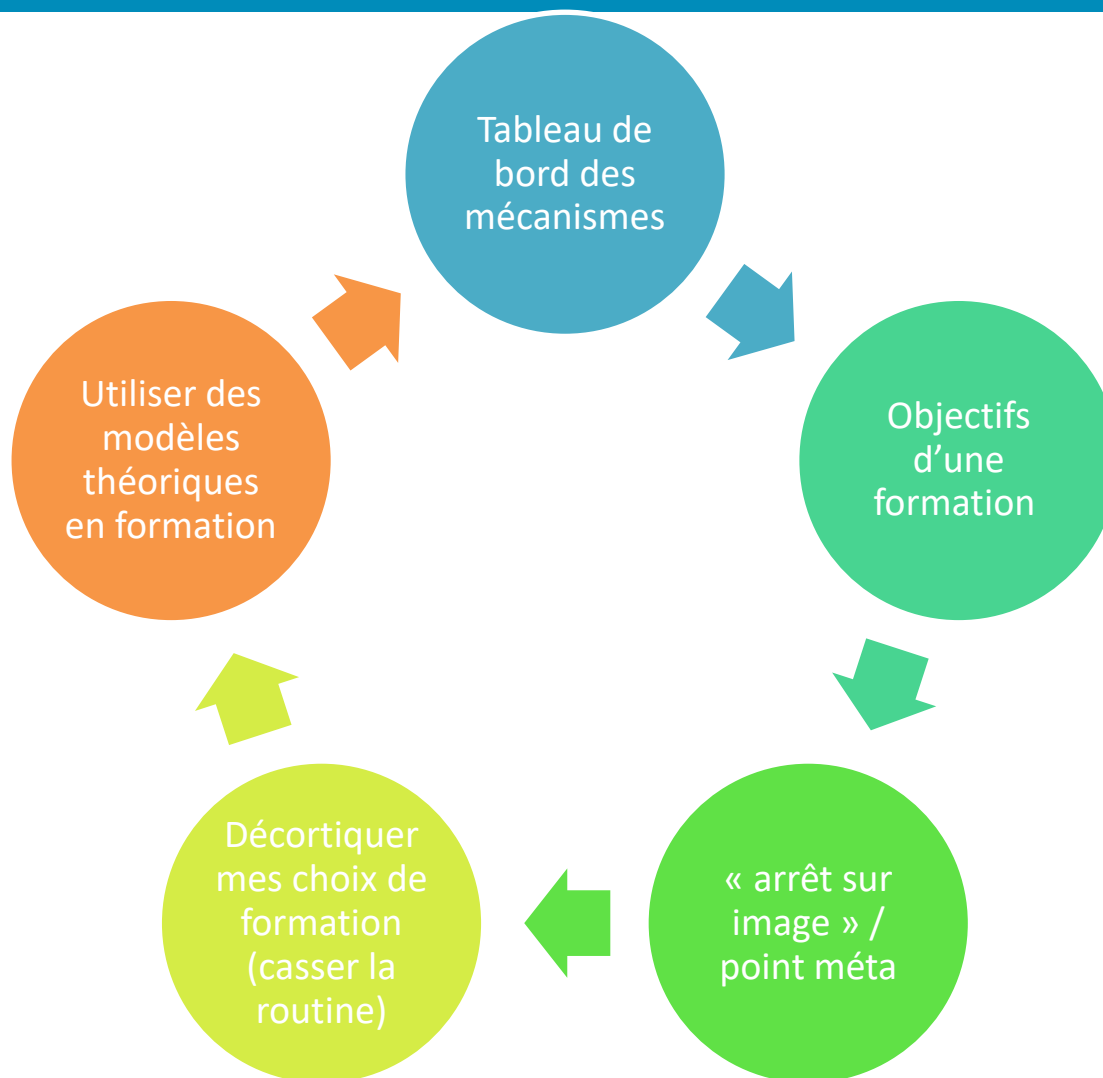 Tableau de
bord des
mécanismes
Objectifs
d’une
formation
« arrêt sur
image » /
point méta
Décortiquer
mes choix de
formation
(casser la
routine)
Utiliser des
modèles
théoriques
en formation